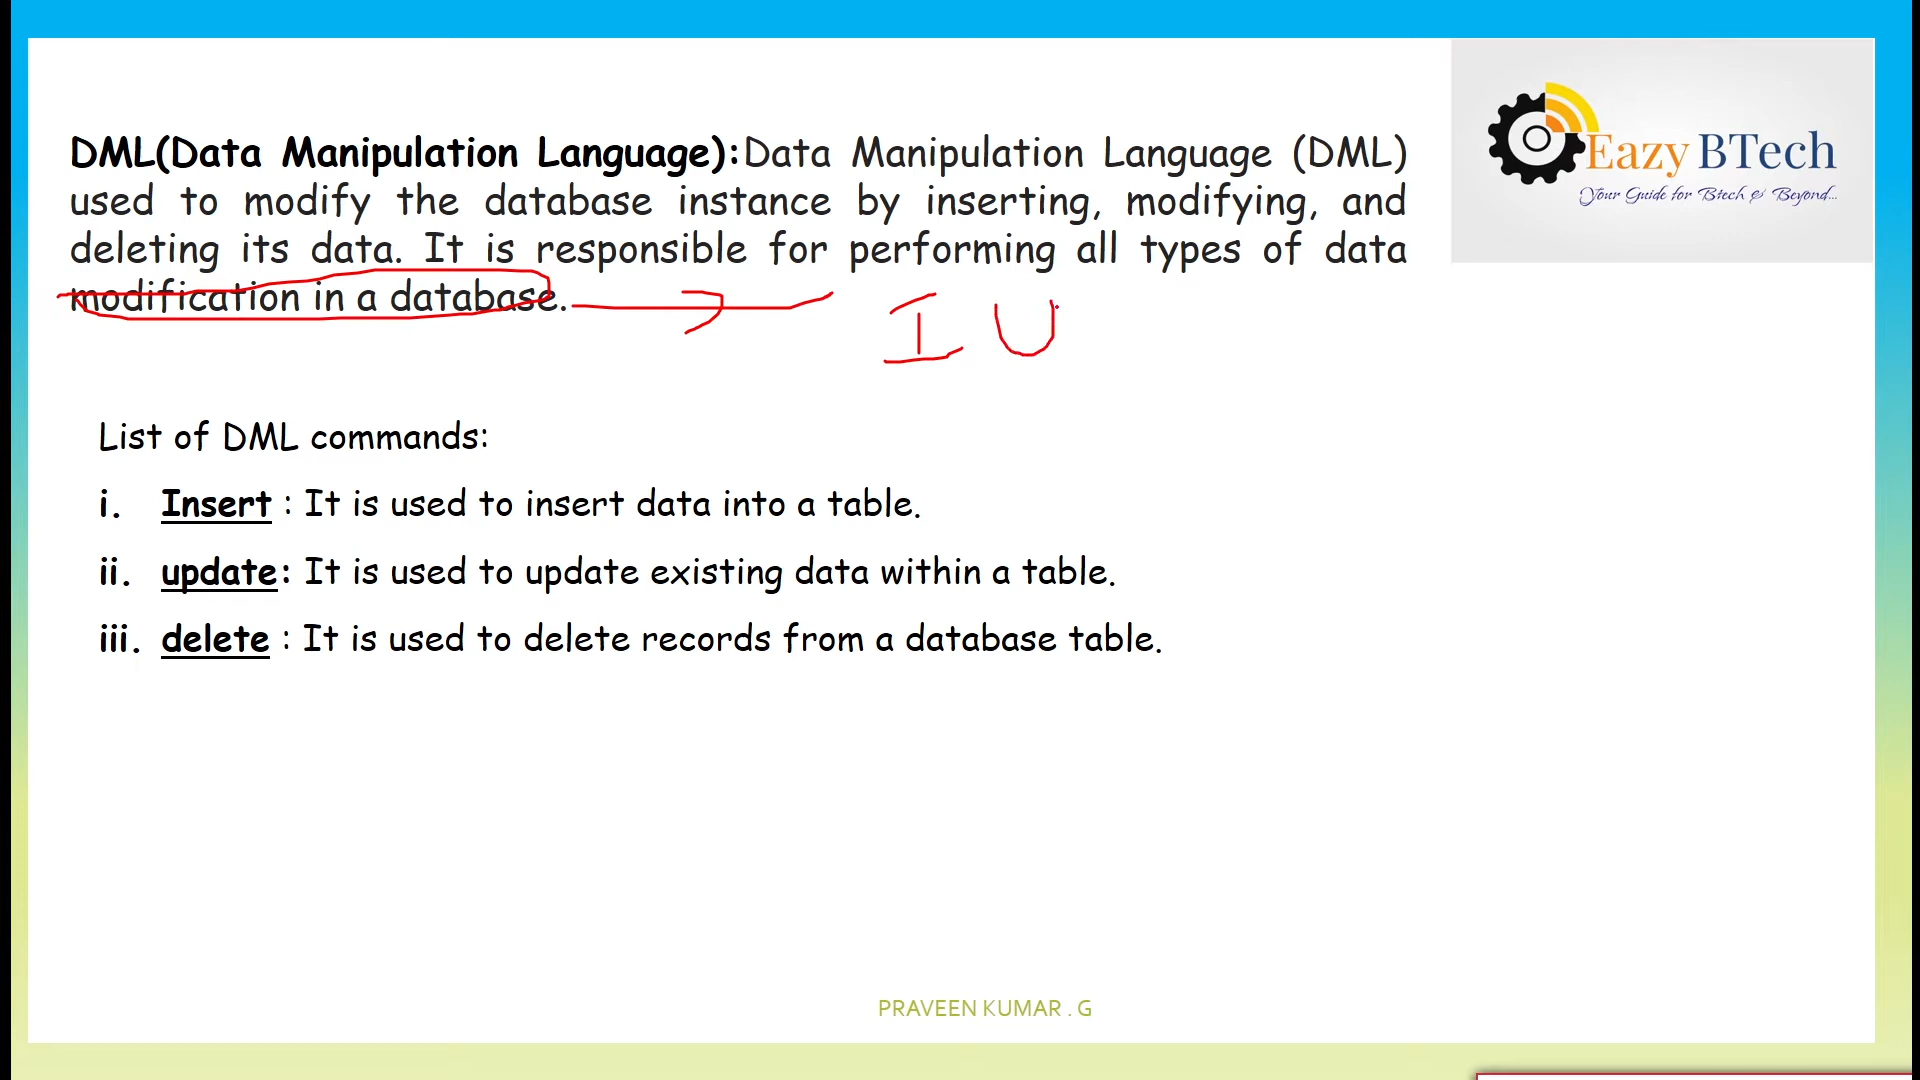 DML(Data Manipulation Language):Data Manipulation Language (DML)
used to modify the database instance by inserting, modifying, and
deleting its data. It is responsible for performing all types of data
modification in a database.
I U
List of DML commands:
i. Insert : It is used to insert data into a table.
ii. update: It is used to update existing data within a table.
iii. delete : It is used to delete records from a database table.
Eazy BTech
Your Guide for Btech & Beyond...
PRAVEEN KUMAR . G